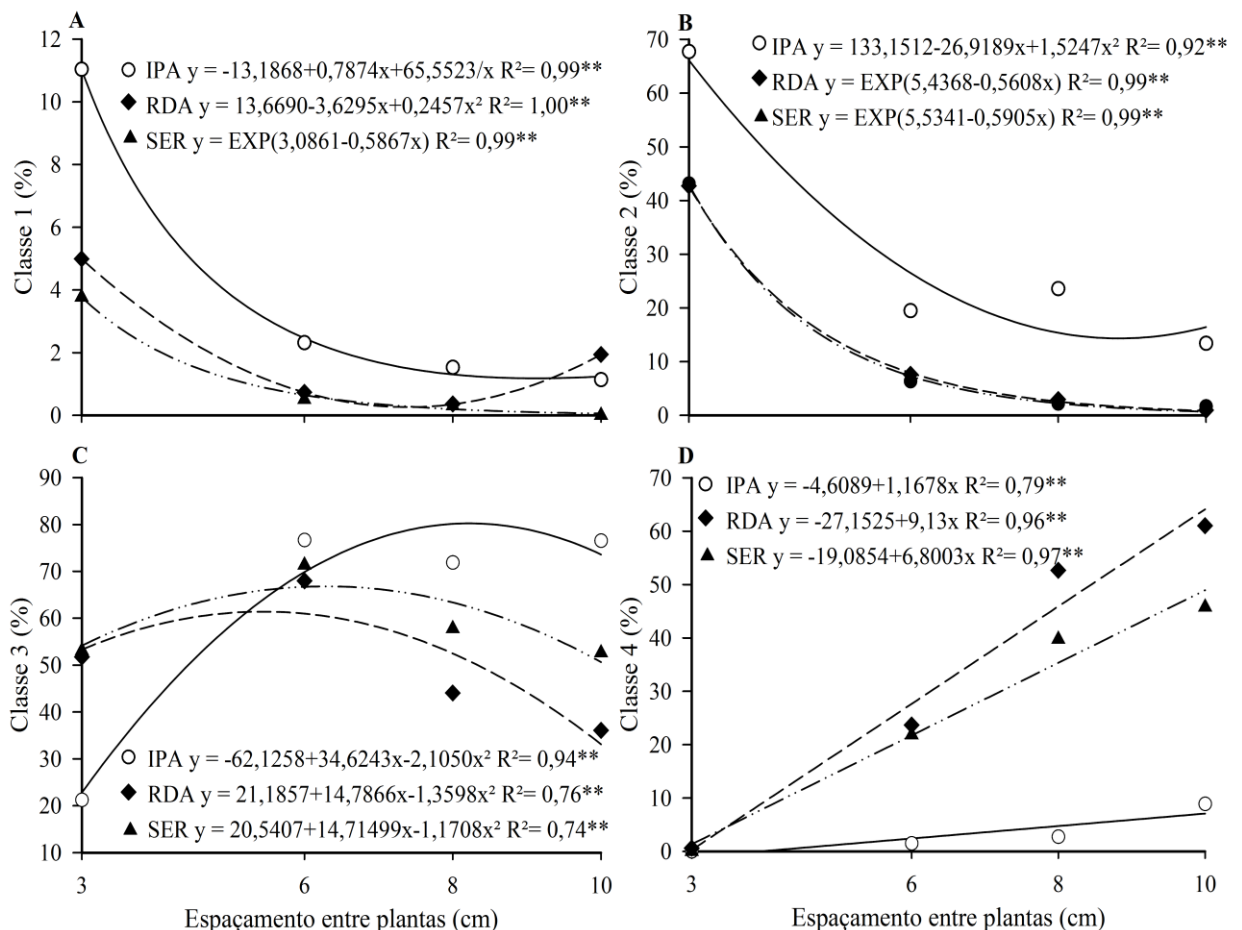 A
12
10
8
6
4
2
0
Classe 1 (%)
IPA y = -13,1868+0,7874x+65,5523/x R²= 0,99**
RDA y = 13,6690-3,6295x+0,2457x² R²= 1,00**
SER y = EXP(3,0861-0,5867x) R²= 0,99**
B
70
60
50
40
30
20
10
0
Classe 2 (%)
IPA y = 133,1512-26,9189x+1,5247x² R²= 0,92**
RDA y = EXP(5,4368-0,5608x) R²= 0,99**
SER y = EXP(5,5341-0,5905x) R²= 0,99**
C
90
80
70
60
50
40
30
20
10
Classe 3 (%)
IPA y = -62,1258+34,6243x-2,1050x² R²= 0,94**
RDA y = 21,1857+14,7866x-1,3598x² R²= 0,76**
SER y = 20,5407+14,71499x-1,1708x² R²= 0,74**
3 6 8 10
Espaçamento entre plantas (cm)
D
70
60
50
40
30
20
10
0
Classe 4 (%)
IPA y = -4,6089+1,1678x R²= 0,79**
RDA y = -27,1525+9,13x R²= 0,96**
SER y = -19,0854+6,8003x R²= 0,97**
3 6 8 10
Espaçamento entre plantas (cm)